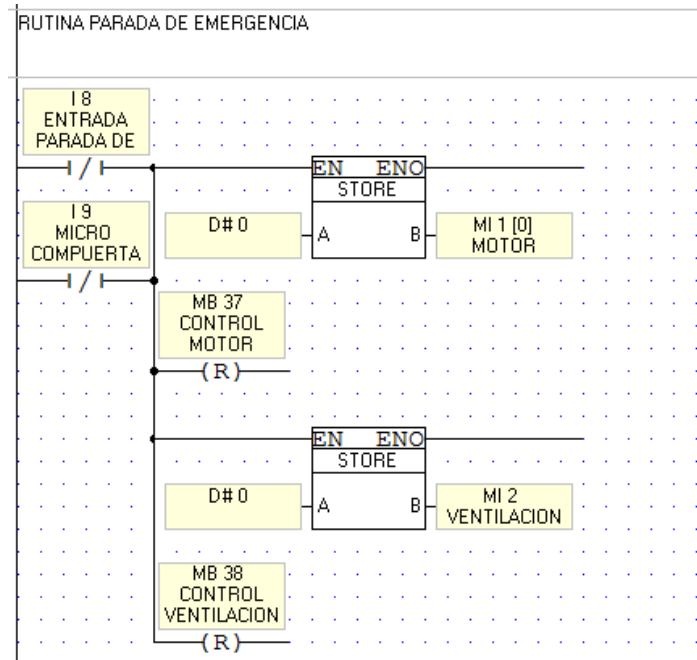 RUTINA PARADA DE EMERGENCIA
I 8
ENTRADA
PARADA DE
EN ENO
STORE
I 9
MICRO
COMPUERTA
D# 0
A B
MI 1 [0]
MOTOR
MB 37
CONTROL
MOTOR
(R)
EN ENO
STORE
D# 0
A B
MI 2
VENTILACION
MB 38
CONTROL
VENTILACION
(R)